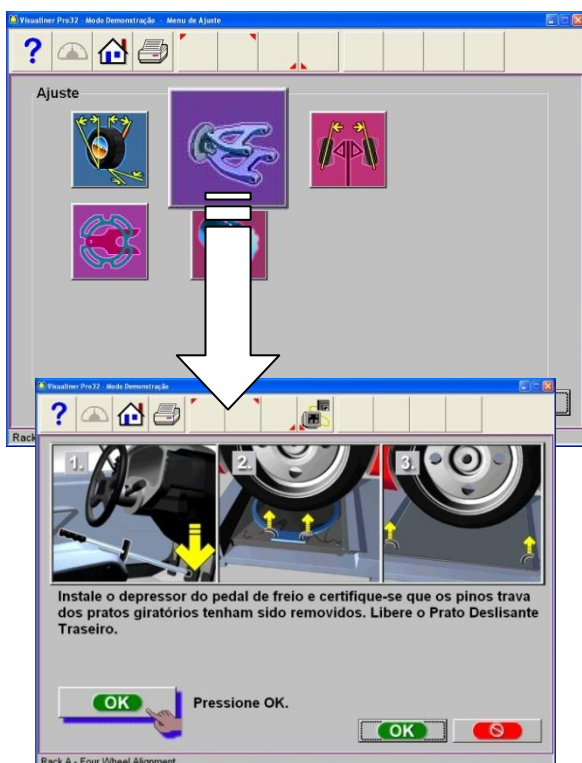 Visualiner Pro32 - Modo Demonstração - Menu de Ajuste
?
Ajuste
Rack
Visualiner Pro32 - Modo Demonstração
?
1.
2.
3.
Instale o depressor do pedal de freio e certifique-se que os pinos trava
dos pratos giratórios tenham sido removidos. Libere o Prato Deslisante
Traseiro.
OK
Pressione OK.
OK
Rack A - Four Wheel Alignment